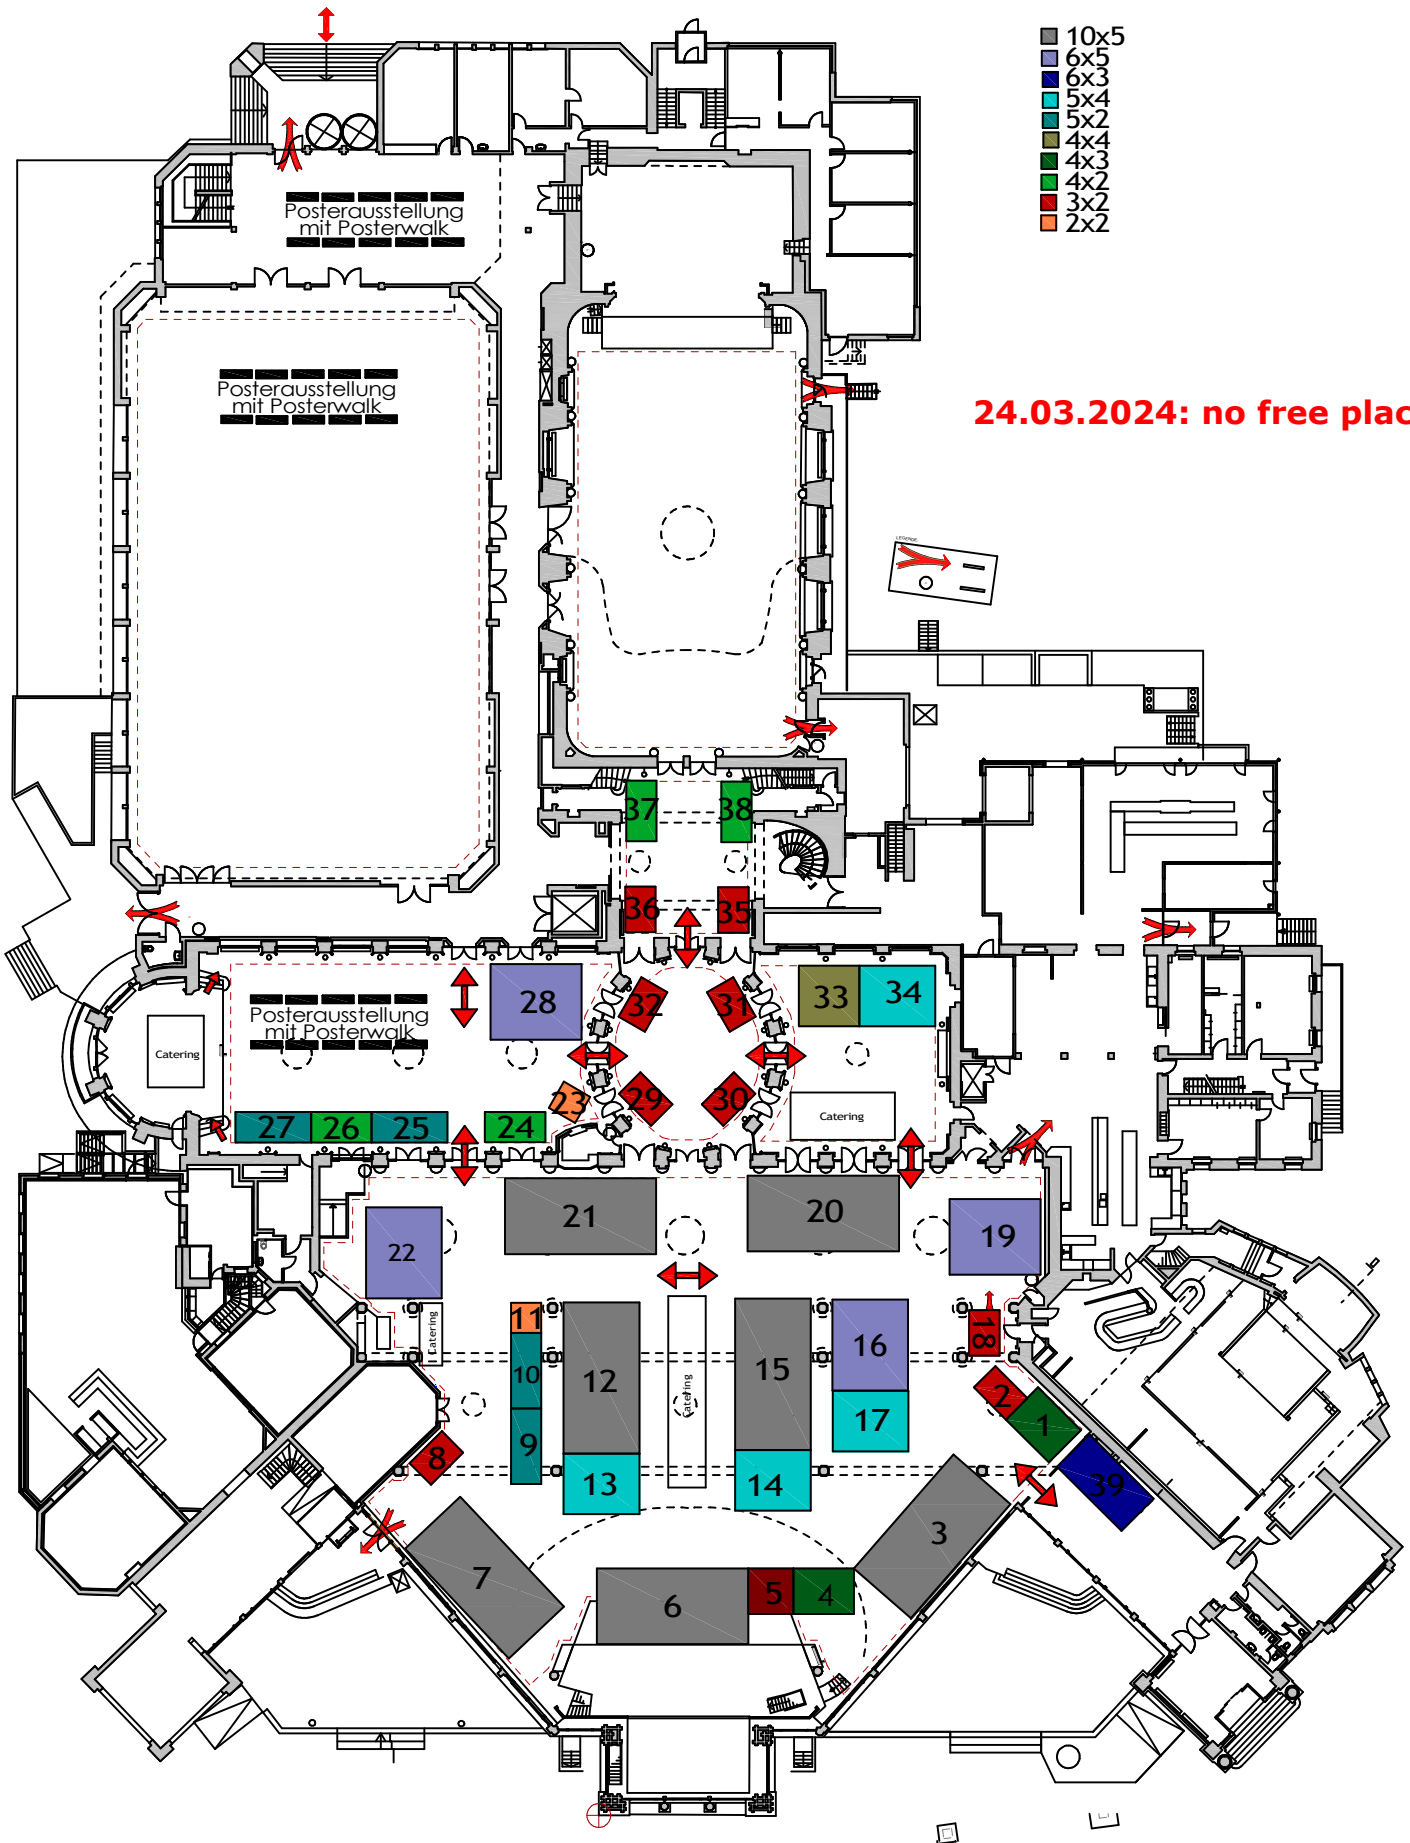 10x5
6x5
6x3
5x4
5x2
4x4
4x3
4x2
3x2
2x2
Posterausstellung
mit Posterwalk
Posterausstellung
mit Posterwalk
24.03.2024: no free plac
LEGENDE
37
38
36
35
32
31
28
33
34
Posterausstellung
mit Posterwalk
Catering
29
30
23
27
26
25
24
Catering
21
20
22
19
11
Catering
10
12
15
16
18
Catering
17
2
1
9
8
13
14
39
3
7
6
5
4